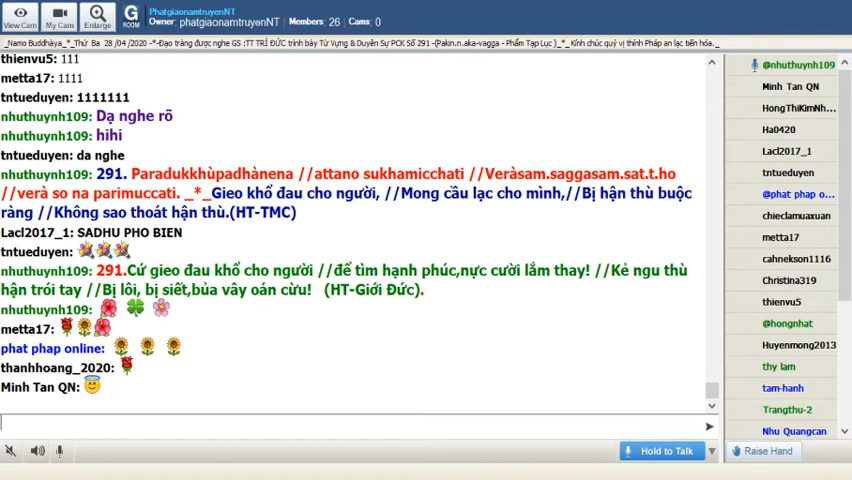 View Cam
My Cam
Enlarge
G
ROOM
PhatgiaonamtruyenNT
Owner: phatgiaonamtruyenNT | Members: 26 | Cams: 0
_Namo Buddhàya_*_Thứ Ba 28 /04 /2020 -*-Đạo tràng được nghe GS :TT TRÍ ĐỨC trình bày Tứ Vựng & Duyên Sự PCK Số 291 -(Pakin.n.aka-vagga - Phẩm Tạp Lục )_*_ Kính chúc quý vị thính Pháp an lạc tiến hóa._*_
thienvu5: 111
metta17: 1111
tntueduyen: 1111111
nhuthuynh109: Dạ nghe rõ
nhuthuynh109: hihi
tntueduyen: da nghe
nhuthuynh109: 291. Paradukkhùpadhànena //attano sukhamicchati //Veràsam.saggasam.sat.t.ho
//verà so na parimuccati. _*_Gieo khổ đau cho người, //Mong cầu lạc cho mình,//Bị hận thù buộc
ràng //Không sao thoát hận thù.(HT-TMC)
Lacl2017_1: SADHU PHO BIEN
tntueduyen:
nhuthuynh109: 291.Cứ gieo đau khổ cho người //để tìm hạnh phúc,nực cười lắm thay! //Kẻ ngu thù
hận trói tay //Bị lôi, bị siết,bủa vây oán cừu! (HT-Giới Đức).
nhuthuynh109:
metta17:
phat phap online:
thanhhoang_2020:
Minh Tan QN:
Hold to Talk
@nhuthuynh109
Minh Tan QN
HongThiKimNh...
Ha0420
Lacl2017_1
tntueduyen
@phat phap o...
chieclamuaxuan
metta17
cahnekson1116
Christina319
thienvu5
@hongnhat
Huyenmong2013
thy lam
tam-hanh
Trangthu-2
Nhu Quangcan
Raise Hand